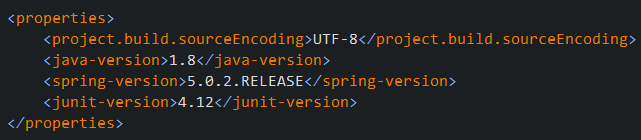 <properties>
    <project.build.sourceEncoding>UTF-8</project.build.sourceEncoding>
    <java-version>1.8</java-version>
    <spring-version>5.0.2.RELEASE</spring-version>
    <junit-version>4.12</junit-version>
</properties>